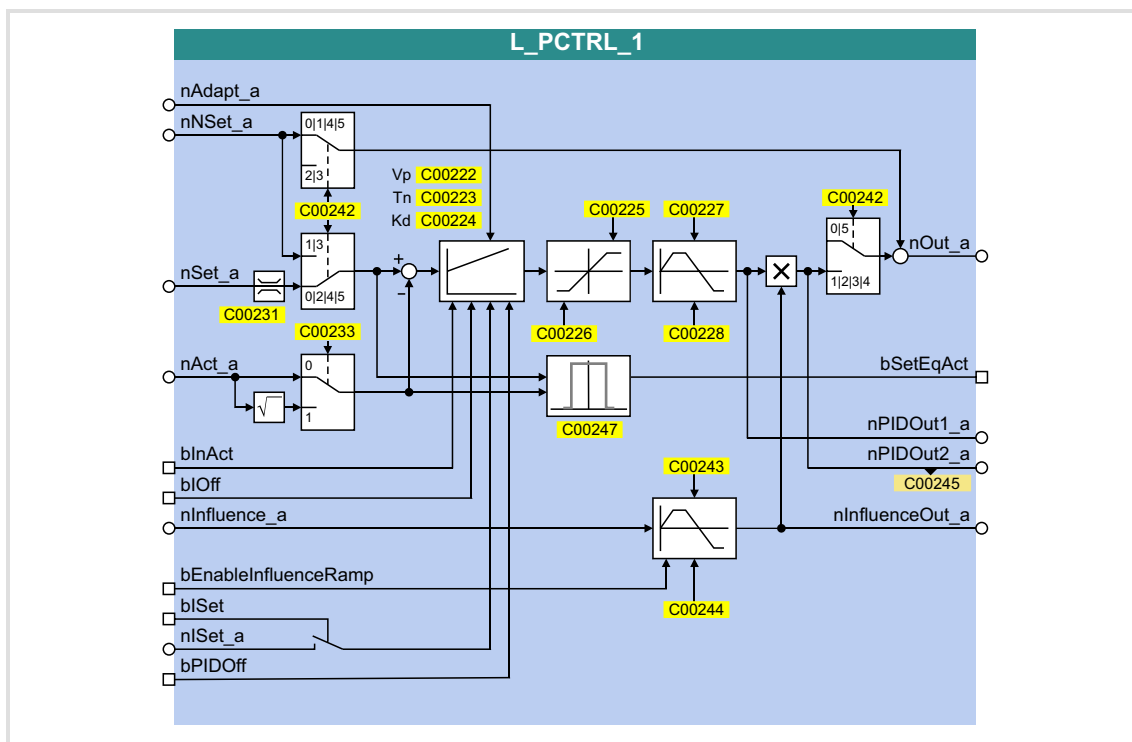 L_PCTRL_1
nAdapt_a
nNSet_a
0|1|4|5
2|3
Vp C00222
Tn C00223
Kd C00224
C00242
C00225
C00227
C00242
1|3
0|2|4|5
0|5
1|2|3|4
nOut_a
nSet_a
+
−
C00231
C00226
C00228
C00233
nAct_a
0
1
√
bSetEqAct
C00247
nPIDOut1_a
nPIDOut2_a
C00245
bInAct
bIOff
C00243
nInfluence_a
nInfluenceOut_a
bEnableInfluenceRamp
C00244
bISet
nISet_a
bPIDOff